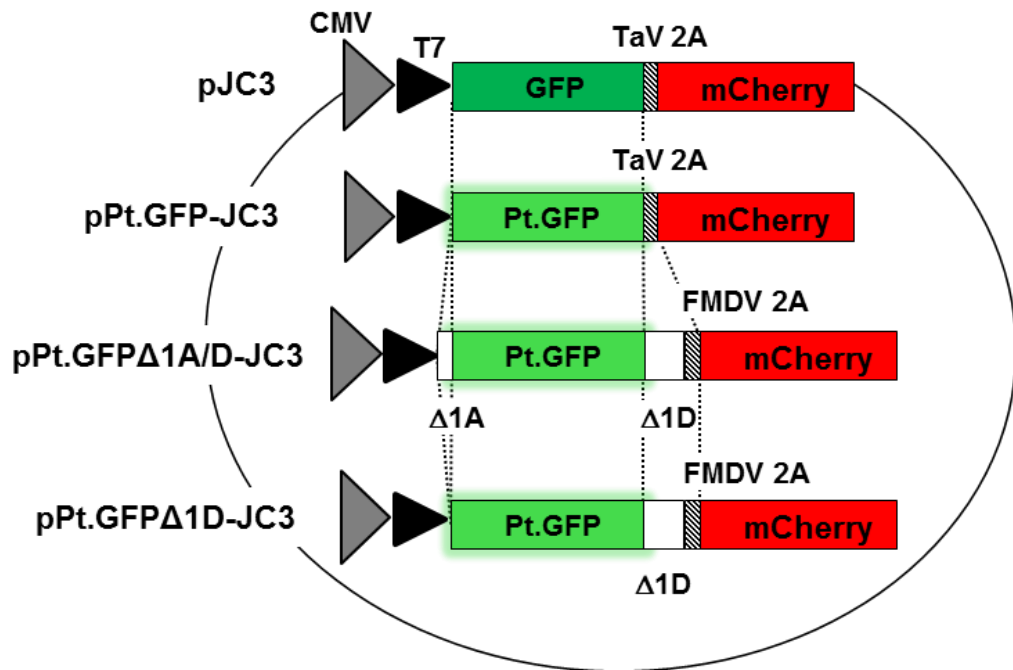 CMV
T7
TaV 2A
pJC3
GFP
mCherry
TaV 2A
pPt.GFP-JC3
Pt.GFP
mCherry
FMDV 2A
pPt.GFPΔ1A/D-JC3
Pt.GFP
mCherry
Δ1A
Δ1D
FMDV 2A
pPt.GFPΔ1D-JC3
Pt.GFP
mCherry
Δ1D